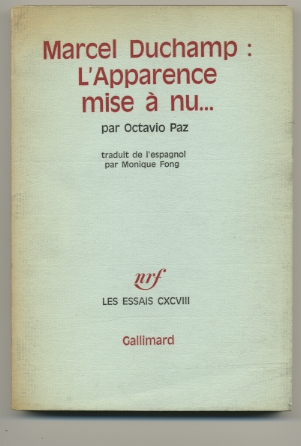 Marcel Duchamp :
L'Apparence
mise à nu...
par Octavio Paz
traduit de l'espagnol
par Monique Fong
nrf
LES ESSAIS CXCVIII
Gallimard